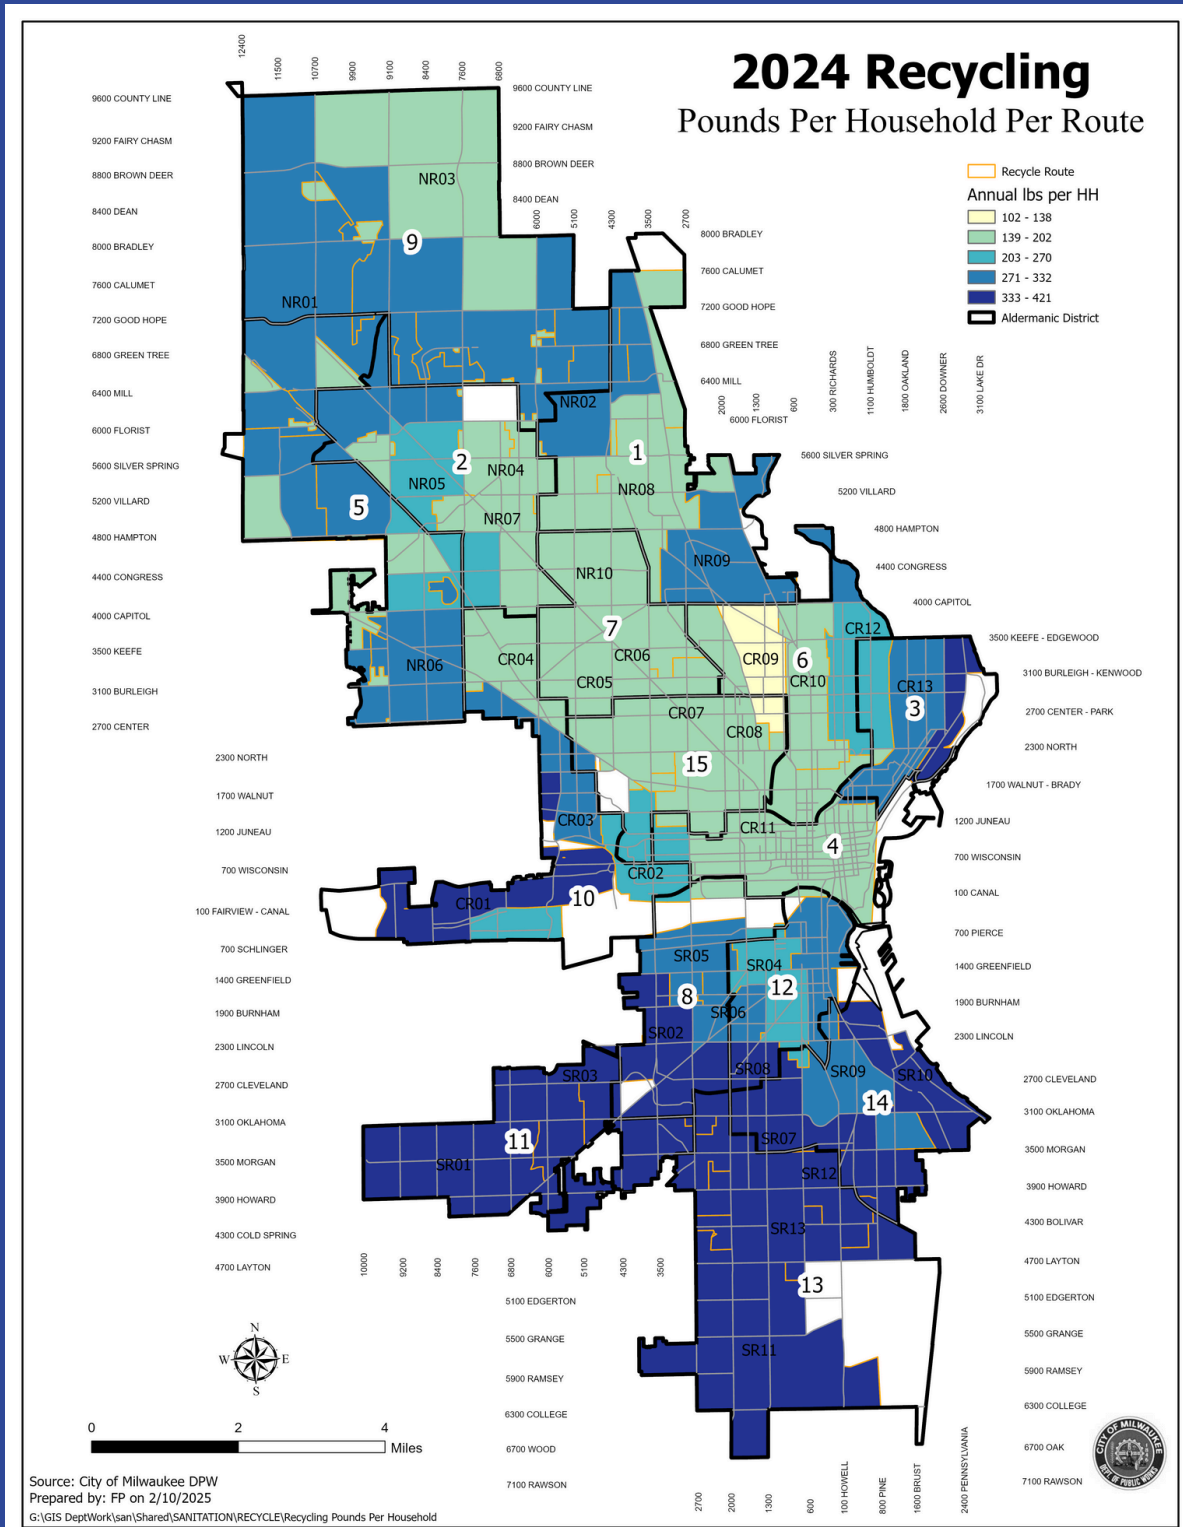 2024 Recycling
Pounds Per Household Per Route
Recycle Route
Annual lbs per HH
102 - 138
139 - 202
203 - 270
271 - 332
333 - 421
Aldermanic District
12400
11500
10700
9900
9100
8400
7600
6800
9600 COUNTY LINE
9200 FAIRY CHASM
8800 BROWN DEER
8400 DEAN
8000 BRADLEY
7600 CALUMET
7200 GOOD HOPE
6800 GREEN TREE
6400 MILL
6000 FLORIST
5600 SILVER SPRING
5200 VILLARD
4800 HAMPTON
4400 CONGRESS
4000 CAPITOL
3500 KEEFE
3100 BURLEIGH
2700 CENTER
2300 NORTH
1700 WALNUT
1200 JUNEAU
700 WISCONSIN
100 FAIRVIEW - CANAL
700 SCHLINGER
1400 GREENFIELD
1900 BURNHAM
2300 LINCOLN
2700 CLEVELAND
3100 OKLAHOMA
3500 MORGAN
3900 HOWARD
4300 COLD SPRING
4700 LAYTON
9600 COUNTY LINE
9200 FAIRY CHASM
8800 BROWN DEER
8400 DEAN
6000
5100
4300
3500
2700
8000 BRADLEY
7600 CALUMET
7200 GOOD HOPE
6800 GREEN TREE
6400 MILL
2000
1300
600
300 RICHARDS
1100 HUMBOLDT
1800 OAKLAND
2600 DOWNER
3100 LAKE DR
6000 FLORIST
5600 SILVER SPRING
5200 VILLARD
4800 HAMPTON
4400 CONGRESS
4000 CAPITOL
3500 KEEFE - EDGEWOOD
3100 BURLEIGH - KENWOOD
2700 CENTER - PARK
2300 NORTH
1700 WALNUT - BRADY
1200 JUNEAU
700 WISCONSIN
100 CANAL
700 PIERCE
1400 GREENFIELD
1900 BURNHAM
2300 LINCOLN
2700 CLEVELAND
3100 OKLAHOMA
3500 MORGAN
3900 HOWARD
4300 BOLIVAR
4700 LAYTON
5100 EDGERTON
5500 GRANGE
5900 RAMSEY
6300 COLLEGE
6700 OAK
7100 RAWSON
NR03
9
NR01
NR02
2
1
NR05
NR04
NR08
5
NR07
NR09
NR10
7
CR12
NR06
CR04
CR06
CR09
6
CR05
CR10
CR13
3
CR07
CR08
15
CR03
CR11
4
CR02
CR01
10
SR05
SR04
8
12
SR06
SR02
SR03
SR08
SR09
SR10
14
11
SR01
SR07
SR12
SR13
13
SR11
10000
9200
8400
7600
6800
6000
5100
4300
3500
5100 EDGERTON
5500 GRANGE
5900 RAMSEY
6300 COLLEGE
6700 WOOD
7100 RAWSON
2700
2000
1300
600
100 HOWELL
800 PINE
1600 BRUST
2400 PENNSYLVANIA
N
W E
S
0 2 4
Miles
CITY OF MILWAUKEE
DEPT. OF PUBLIC WORKS
Source: City of Milwaukee DPW
Prepared by: FP on 2/10/2025
G:\GIS DeptWork\san\Shared\SANITATION\RECYCLE\Recycling Pounds Per Household